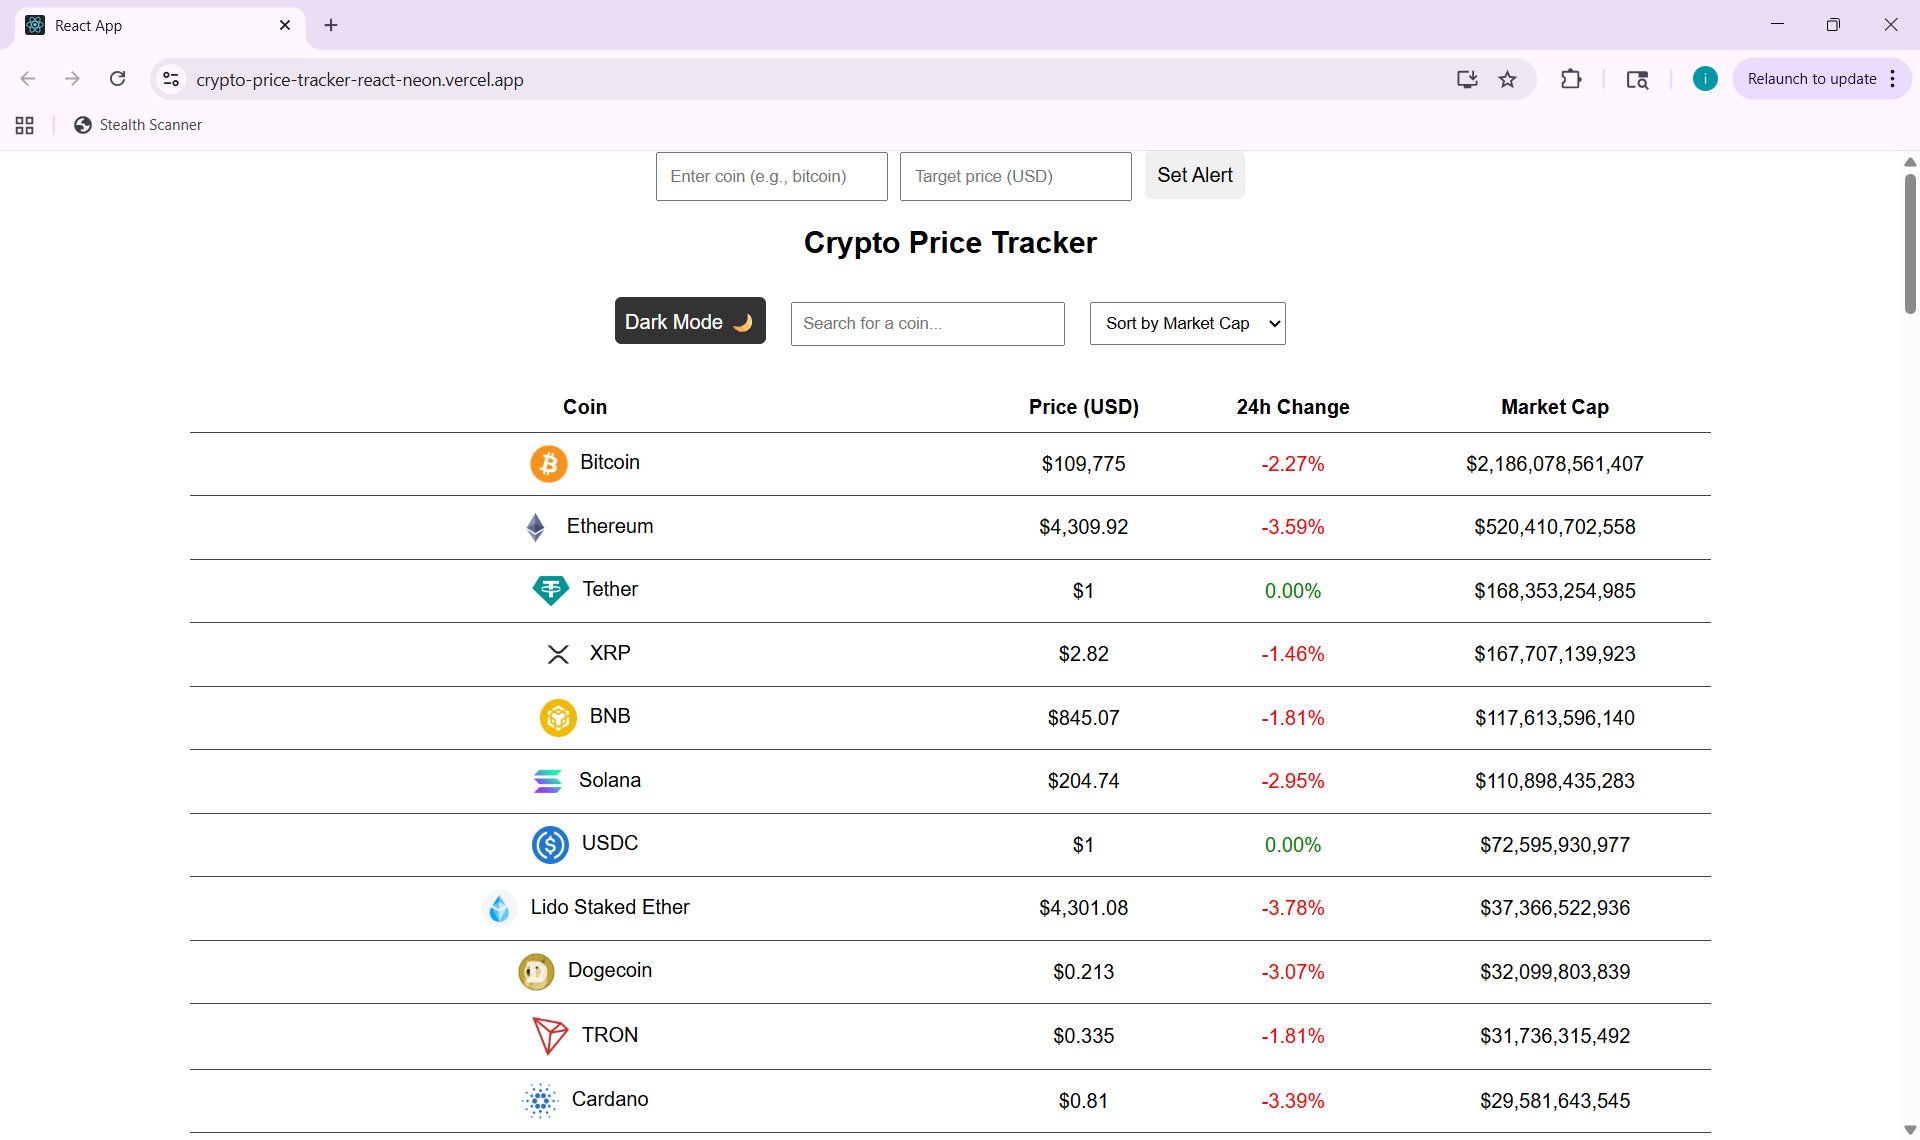 React App
crypto-price-tracker-react-neon.vercel.app
i
Relaunch to update
Stealth Scanner
Enter coin (e.g., bitcoin) Target price (USD) Set Alert
Crypto Price Tracker
Dark Mode 🌙 Search for a coin... Sort by Market Cap
Coin Price (USD) 24h Change Market Cap
Bitcoin $109,775 -2.27% $2,186,078,561,407
Ethereum $4,309.92 -3.59% $520,410,702,558
Tether $1 0.00% $168,353,254,985
XRP $2.82 -1.46% $167,707,139,923
BNB $845.07 -1.81% $117,613,596,140
Solana $204.74 -2.95% $110,898,435,283
USDC $1 0.00% $72,595,930,977
Lido Staked Ether $4,301.08 -3.78% $37,366,522,936
Dogecoin $0.213 -3.07% $32,099,803,839
TRON $0.335 -1.81% $31,736,315,492
Cardano $0.81 -3.39% $29,581,643,545